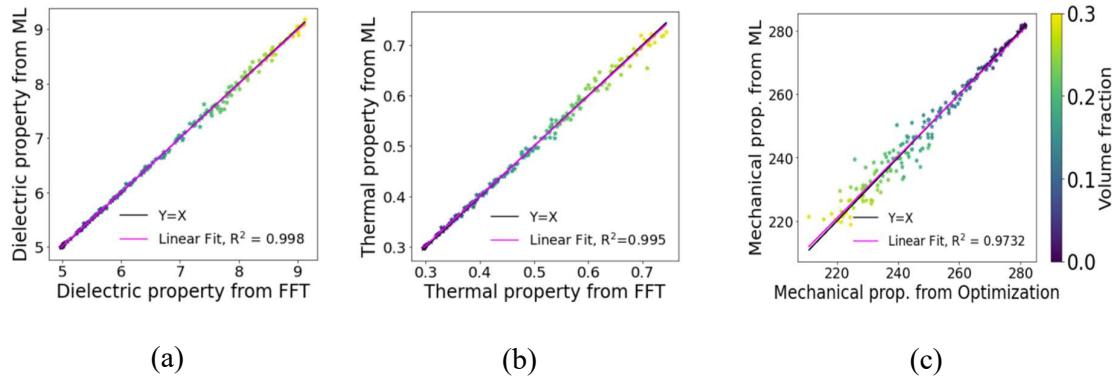 Dielectric property from ML
9
8
7
6
5
Y=X
Linear Fit, R² = 0.998
5 6 7 8 9
Dielectric property from FFT
(a)
Thermal property from ML
0.7
0.6
0.5
0.4
0.3
Y=X
Linear Fit, R²=0.995
0.3 0.4 0.5 0.6 0.7
Thermal property from FFT
(b)
Mechanical prop. from ML
280
260
240
220
Y=X
Linear Fit, R² = 0.9732
220 240 260 280
Mechanical prop. from Optimization
(c)
0.3
0.2
0.1
0.0
Volume fraction